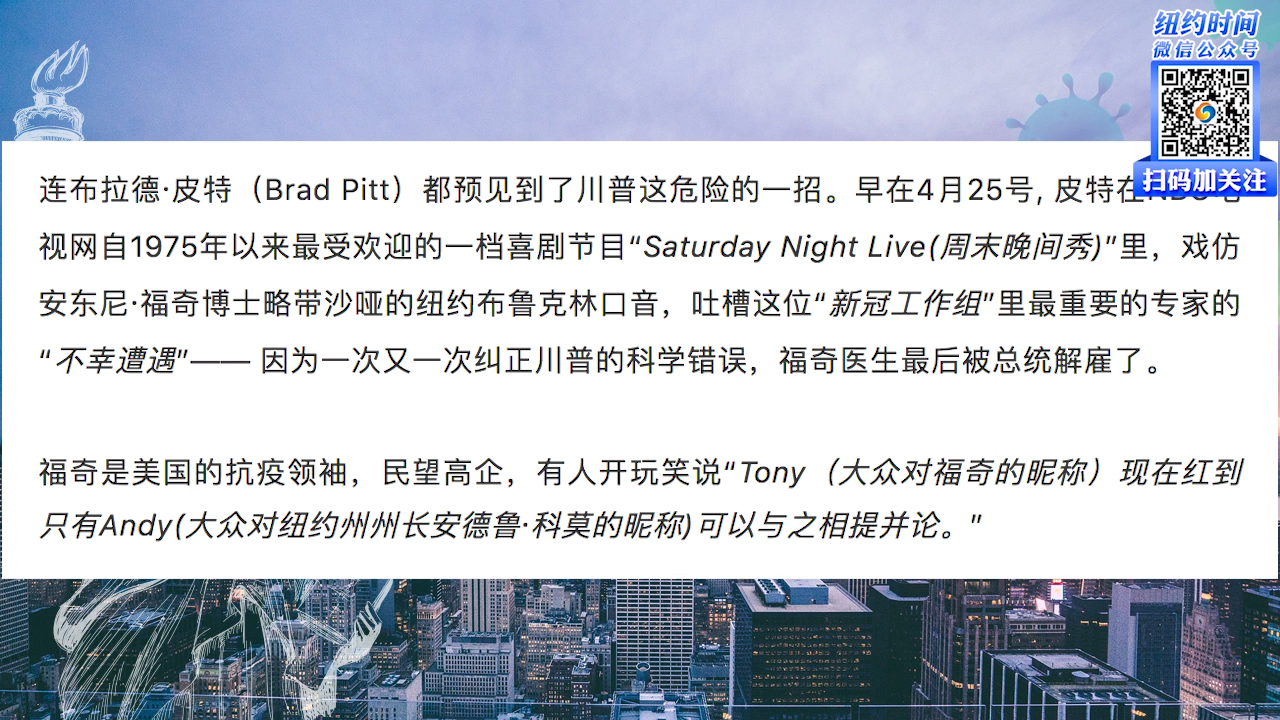 纽约时间
微信公众号
扫码加关注
连布拉德·皮特（Brad Pitt）都预见到了川普这危险的一招。早在4月25号, 皮特在
视网自1975年以来最受欢迎的一档喜剧节目“Saturday Night Live(周末晚间秀)”里，戏仿
安东尼·福奇博士略带沙哑的纽约布鲁克林口音，吐槽这位“新冠工作组”里最重要的专家的
“不幸遭遇”—— 因为一次又一次纠正川普的科学错误，福奇医生最后被总统解雇了。
福奇是美国的抗疫领袖，民望高企，有人开玩笑说“Tony（大众对福奇的昵称）现在红到
只有Andy(大众对纽约州州长安德鲁·科莫的昵称)可以与之相提并论。"